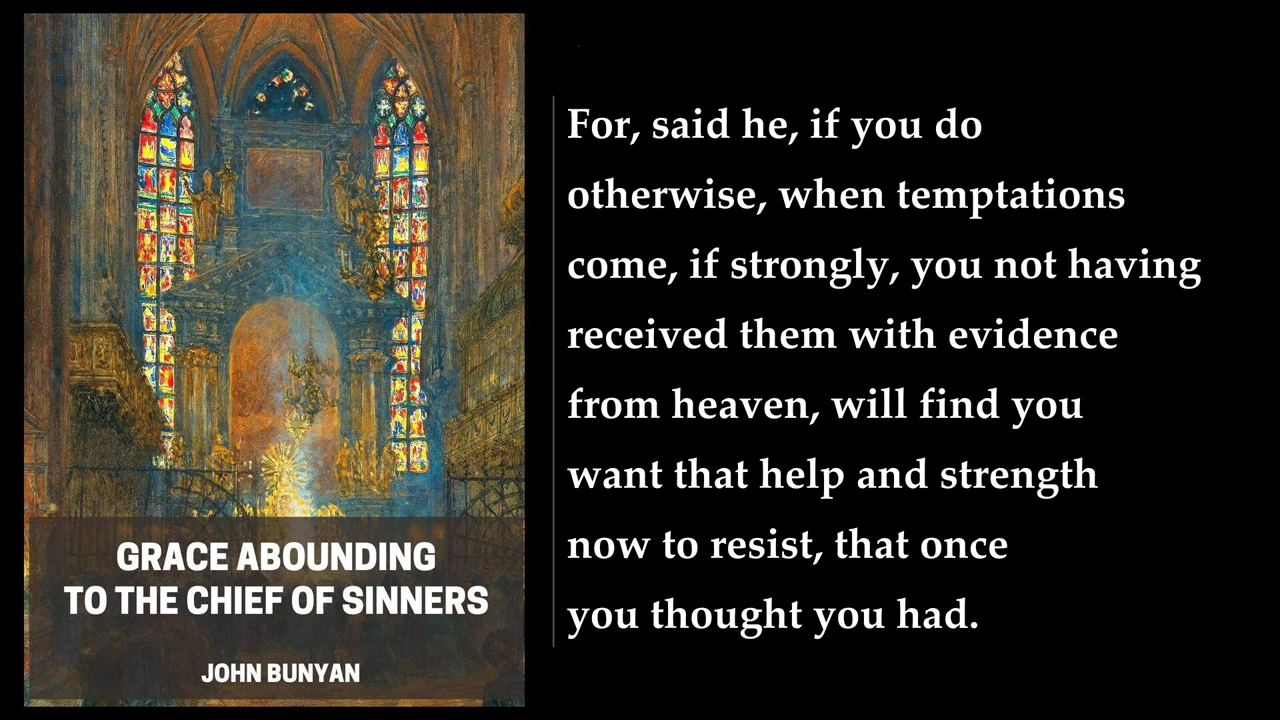 GRACE ABOUNDING
TO THE CHIEF OF SINNERS
JOHN BUNYAN
For, said he, if you do
otherwise, when temptations
come, if strongly, you not having
received them with evidence
from heaven, will find you
want that help and strength
now to resist, that once
you thought you had.